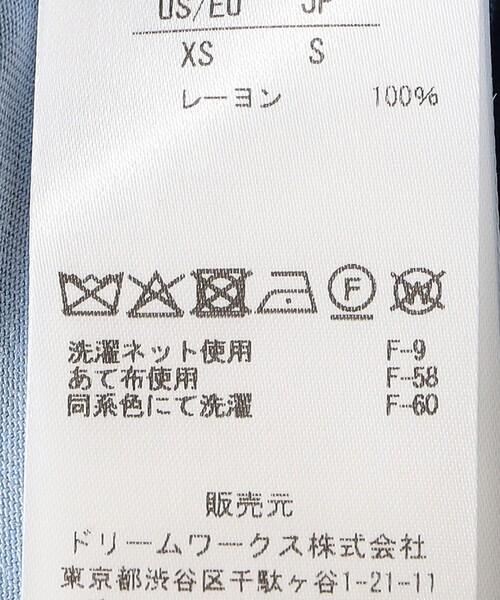 US/EU JP
XS S
レーヨン 100%
F W
洗濯ネット使用 F-9
あて布使用 F-58
同系色にて洗濯 F-60
販売元
ドリームワークス株式会社
東京都渋谷区千駄ヶ谷1-21-11